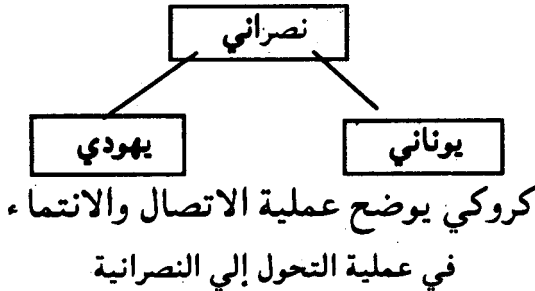 نصراني
يوناني
يهودي
كروكي يوضح عملية الاتصال والانتماء
في عملية التحول إلي النصرانية